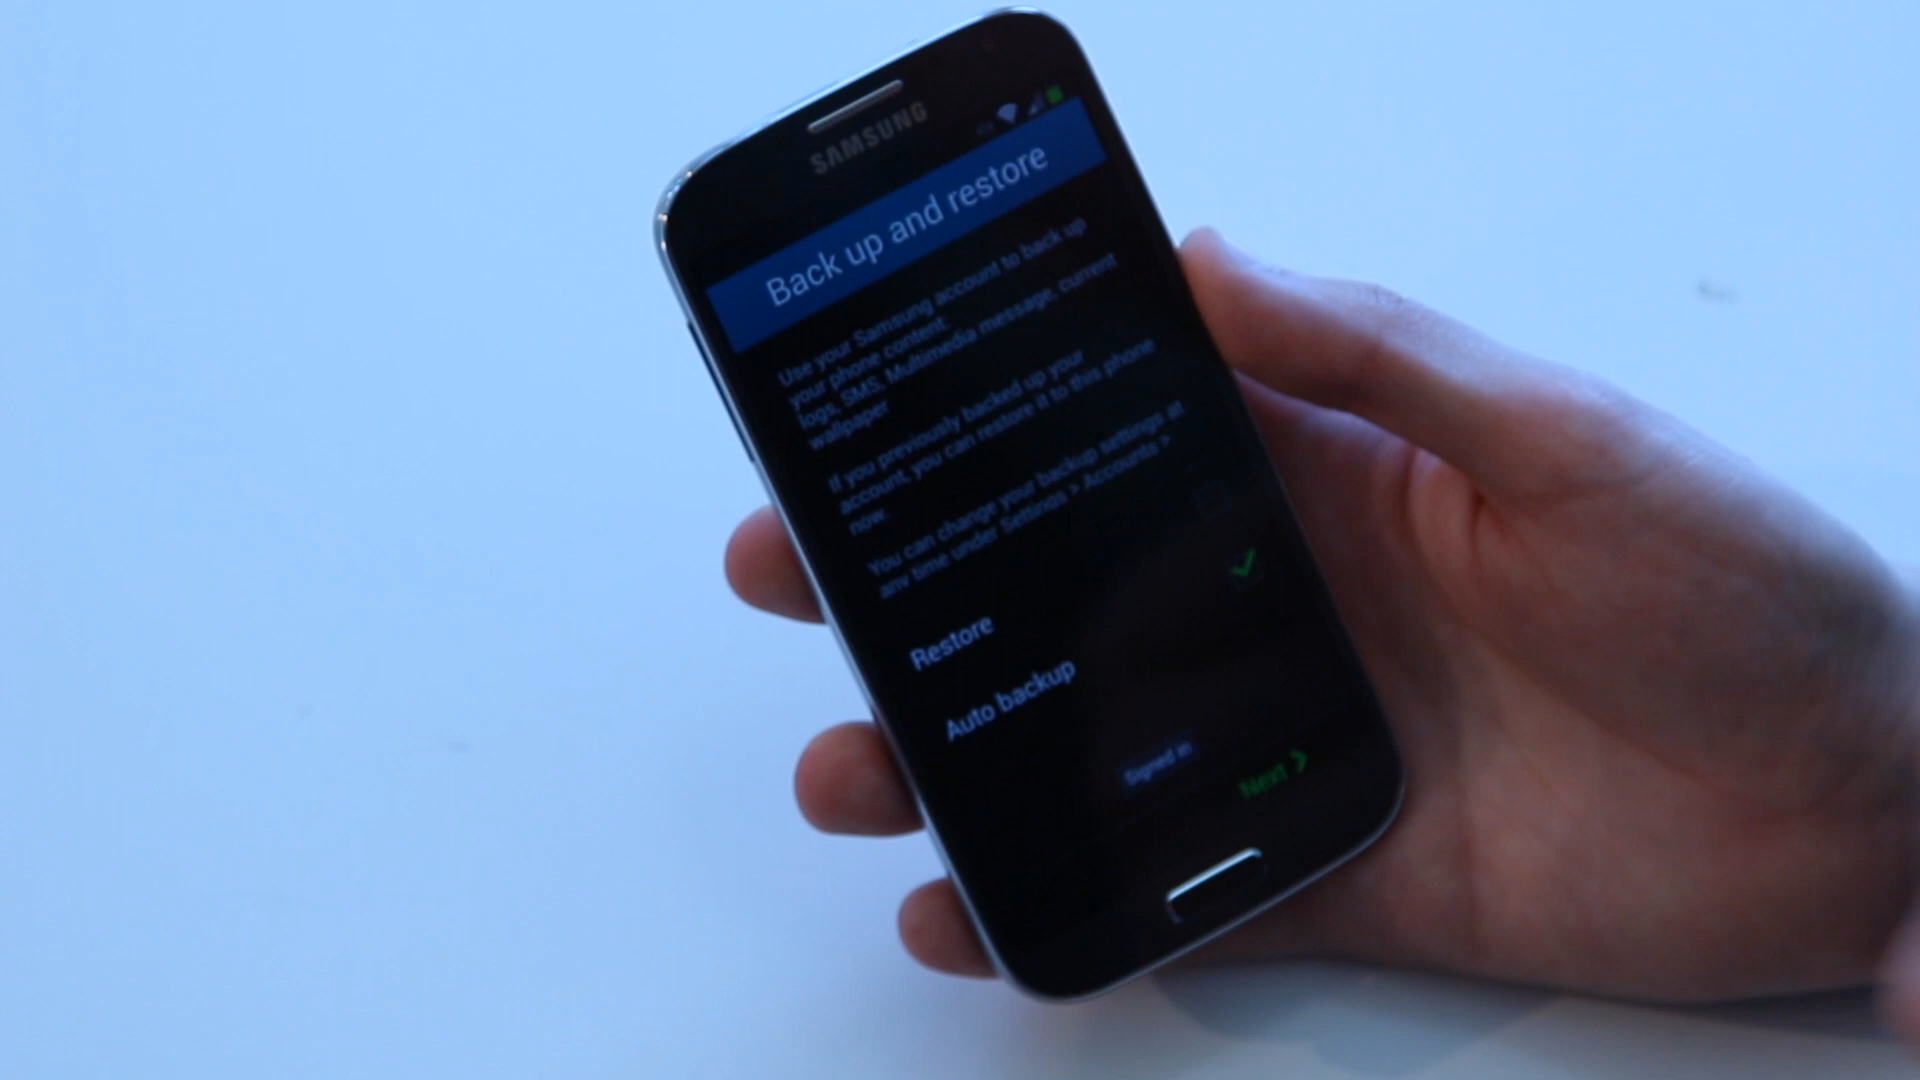 SAMSUNG
Back up and restore
Use your Samsung account to back up
your phone content:
logs, SMS, Multimedia message, current
wallpaper
If you previously backed up your
account, you can restore it to this phone
now.
You can change your backup settings at
any time under Settings > Accounts >
Restore
Auto backup
Signed in
Next >